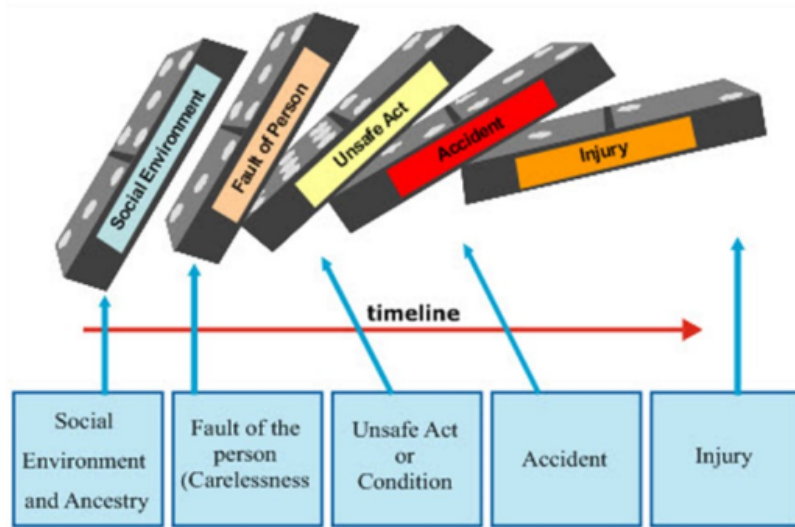 Social Environment
Fault of Person
Unsafe Act
Accident
Injury
timeline
Social
Environment
and Ancestry
Fault of the
person
(Carelessness
Unsafe Act
or
Condition
Accident
Injury